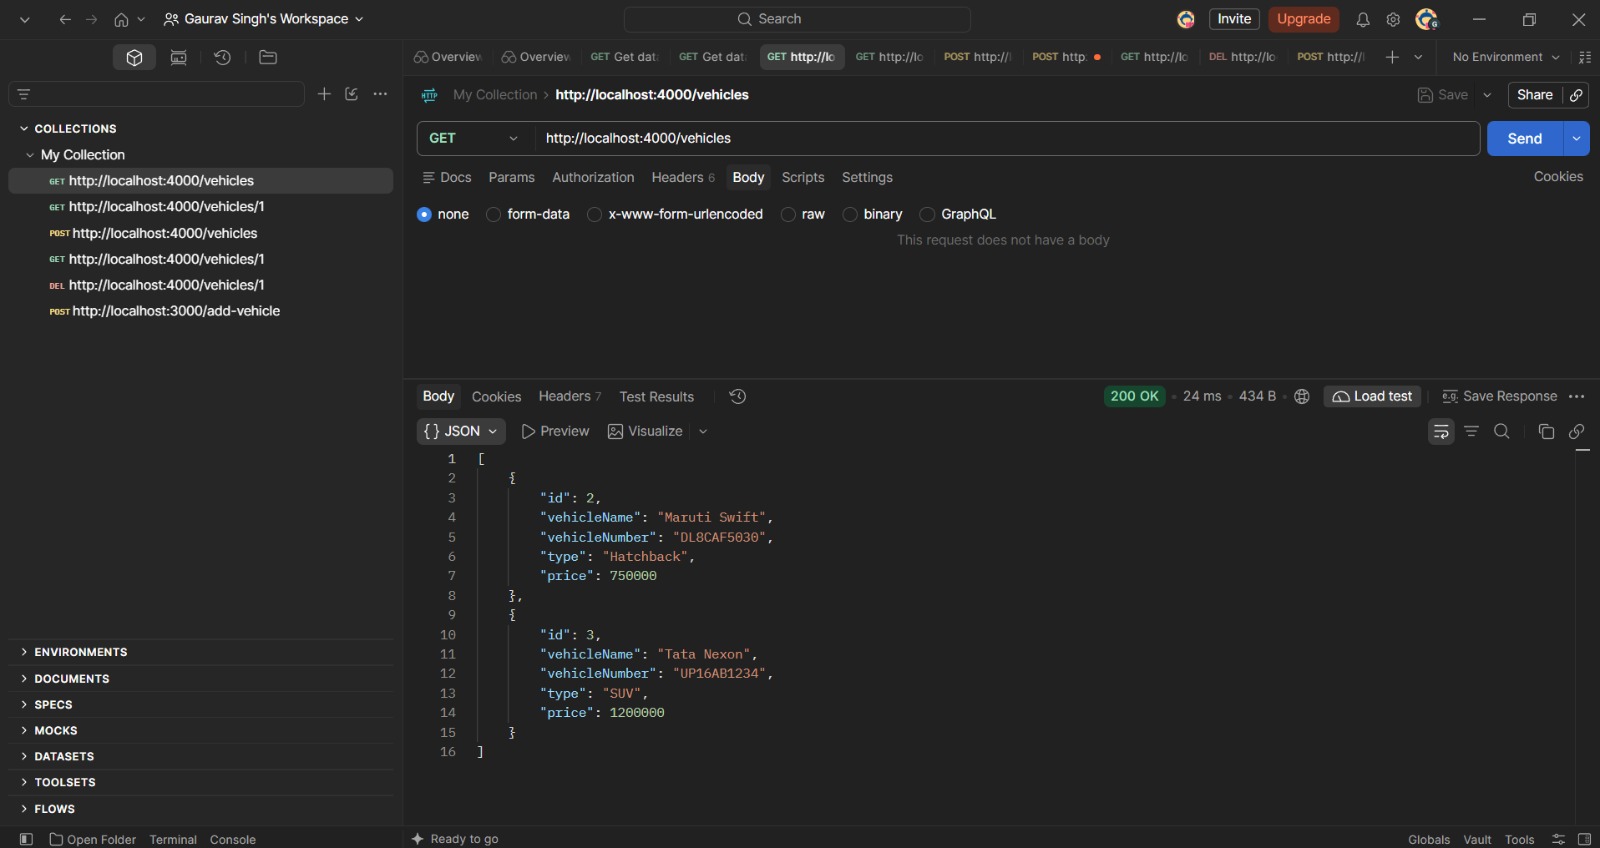 Gaurav Singh's Workspace
Search
Invite
Upgrade
G
Overview
Overview
GET Get dat
GET Get dat
GET http://lo
GET http://lo
POST http://l
POST http:
GET http://lo
DEL http://lo
POST http://l
No Environment
HTTP My Collection > http://localhost:4000/vehicles
Save
Share
COLLECTIONS
My Collection
GET http://localhost:4000/vehicles
GET http://localhost:4000/vehicles/1
POST http://localhost:4000/vehicles
GET http://localhost:4000/vehicles/1
DEL http://localhost:4000/vehicles/1
POST http://localhost:3000/add-vehicle
ENVIRONMENTS
DOCUMENTS
SPECS
MOCKS
DATASETS
TOOLSETS
FLOWS
GET http://localhost:4000/vehicles
Send
Docs Params Authorization Headers 6 Body Scripts Settings
Cookies
none form-data x-www-form-urlencoded raw binary GraphQL
This request does not have a body
Body Cookies Headers 7 Test Results
200 OK • 24 ms • 434 B
Load test
e.g. Save Response
{ } JSON Preview Visualize
1 [
2 {
3 "id": 2,
4 "vehicleName": "Maruti Swift",
5 "vehicleNumber": "DL8CAF5030",
6 "type": "Hatchback",
7 "price": 750000
8 },
9 {
10 "id": 3,
11 "vehicleName": "Tata Nexon",
12 "vehicleNumber": "UP16AB1234",
13 "type": "SUV",
14 "price": 1200000
15 }
16 ]
Open Folder Terminal Console
Ready to go
Globals Vault Tools